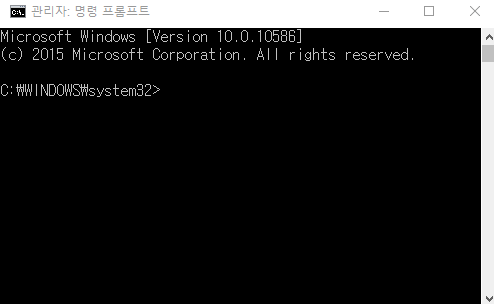 관리자: 명령 프롬프트
Microsoft Windows [Version 10.0.10586]
(c) 2015 Microsoft Corporation. All rights reserved.
C:₩WINDOWS₩system32>